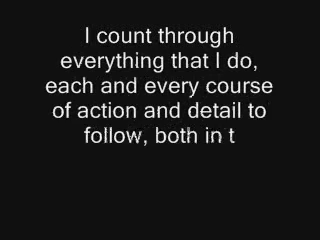 I count through
everything that I do,
each and every course
of action and detail to
follow, both in t